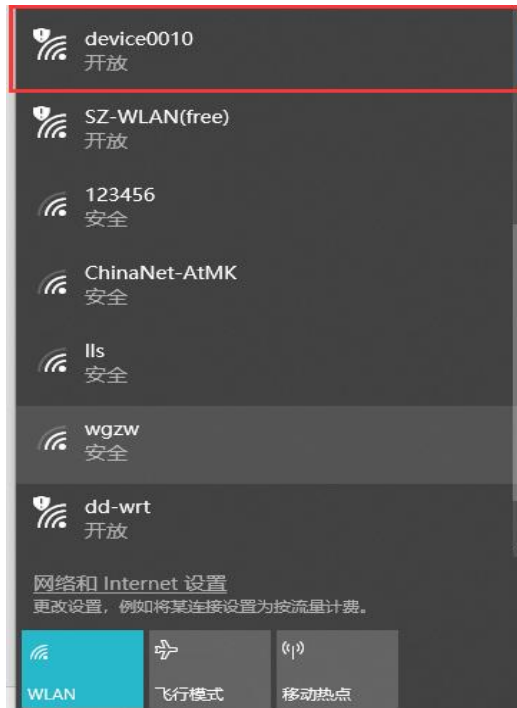 device0010
开放
SZ-WLAN(free)
开放
123456
安全
ChinaNet-AtMK
安全
lls
安全
wgzw
安全
dd-wrt
开放
网络和 Internet 设置
更改设置，例如将某连接设置为按流量计费。
WLAN
飞行模式
移动热点